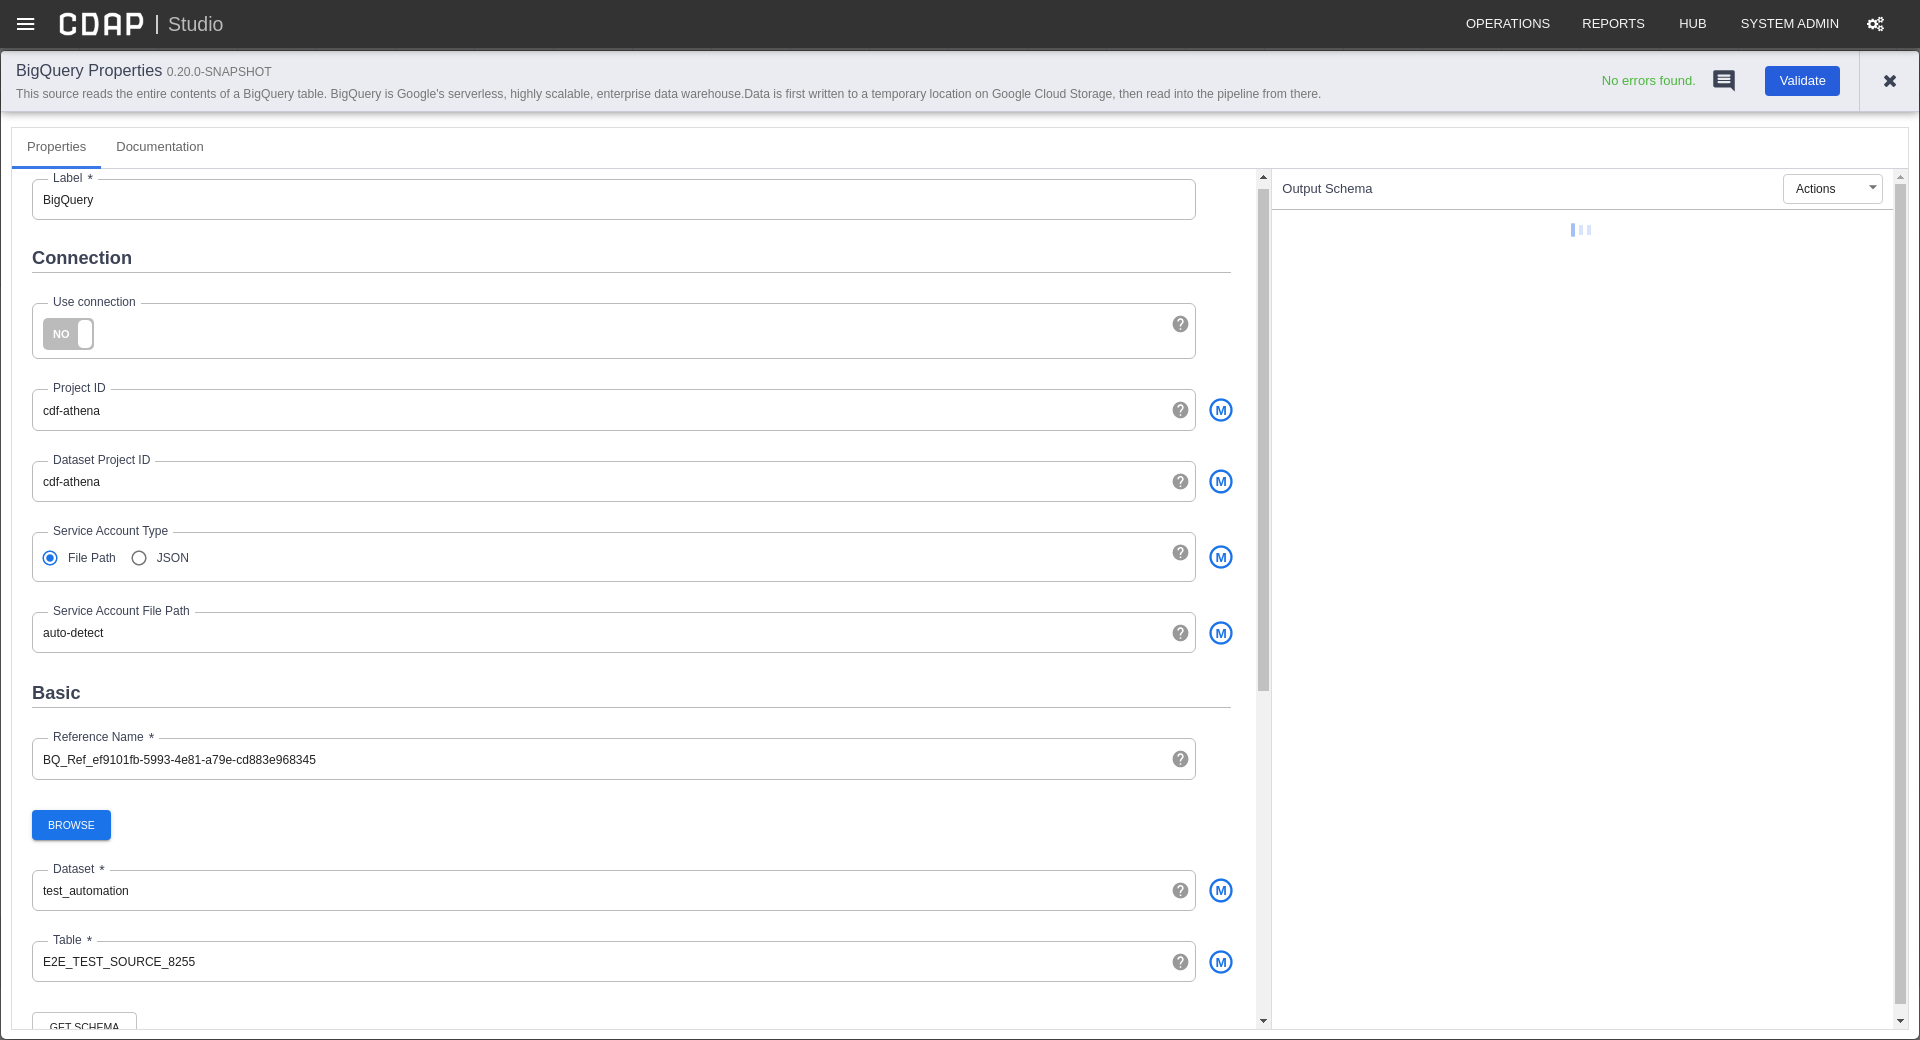 CDAP | Studio
OPERATIONS REPORTS HUB SYSTEM ADMIN
BigQuery Properties 0.20.0-SNAPSHOT
This source reads the entire contents of a BigQuery table. BigQuery is Google's serverless, highly scalable, enterprise data warehouse.Data is first written to a temporary location on Google Cloud Storage, then read into the pipeline from there.
No errors found.
Validate
Properties Documentation
Label *
BigQuery
Connection
Use connection
NO
Project ID
cdf-athena
M
Dataset Project ID
cdf-athena
M
Service Account Type
File Path JSON
M
Service Account File Path
auto-detect
M
Basic
Reference Name *
BQ_Ref_ef9101fb-5993-4e81-a79e-cd883e968345
BROWSE
Dataset *
test_automation
M
Table *
E2E_TEST_SOURCE_8255
M
GET SCHEMA
Output Schema
Actions